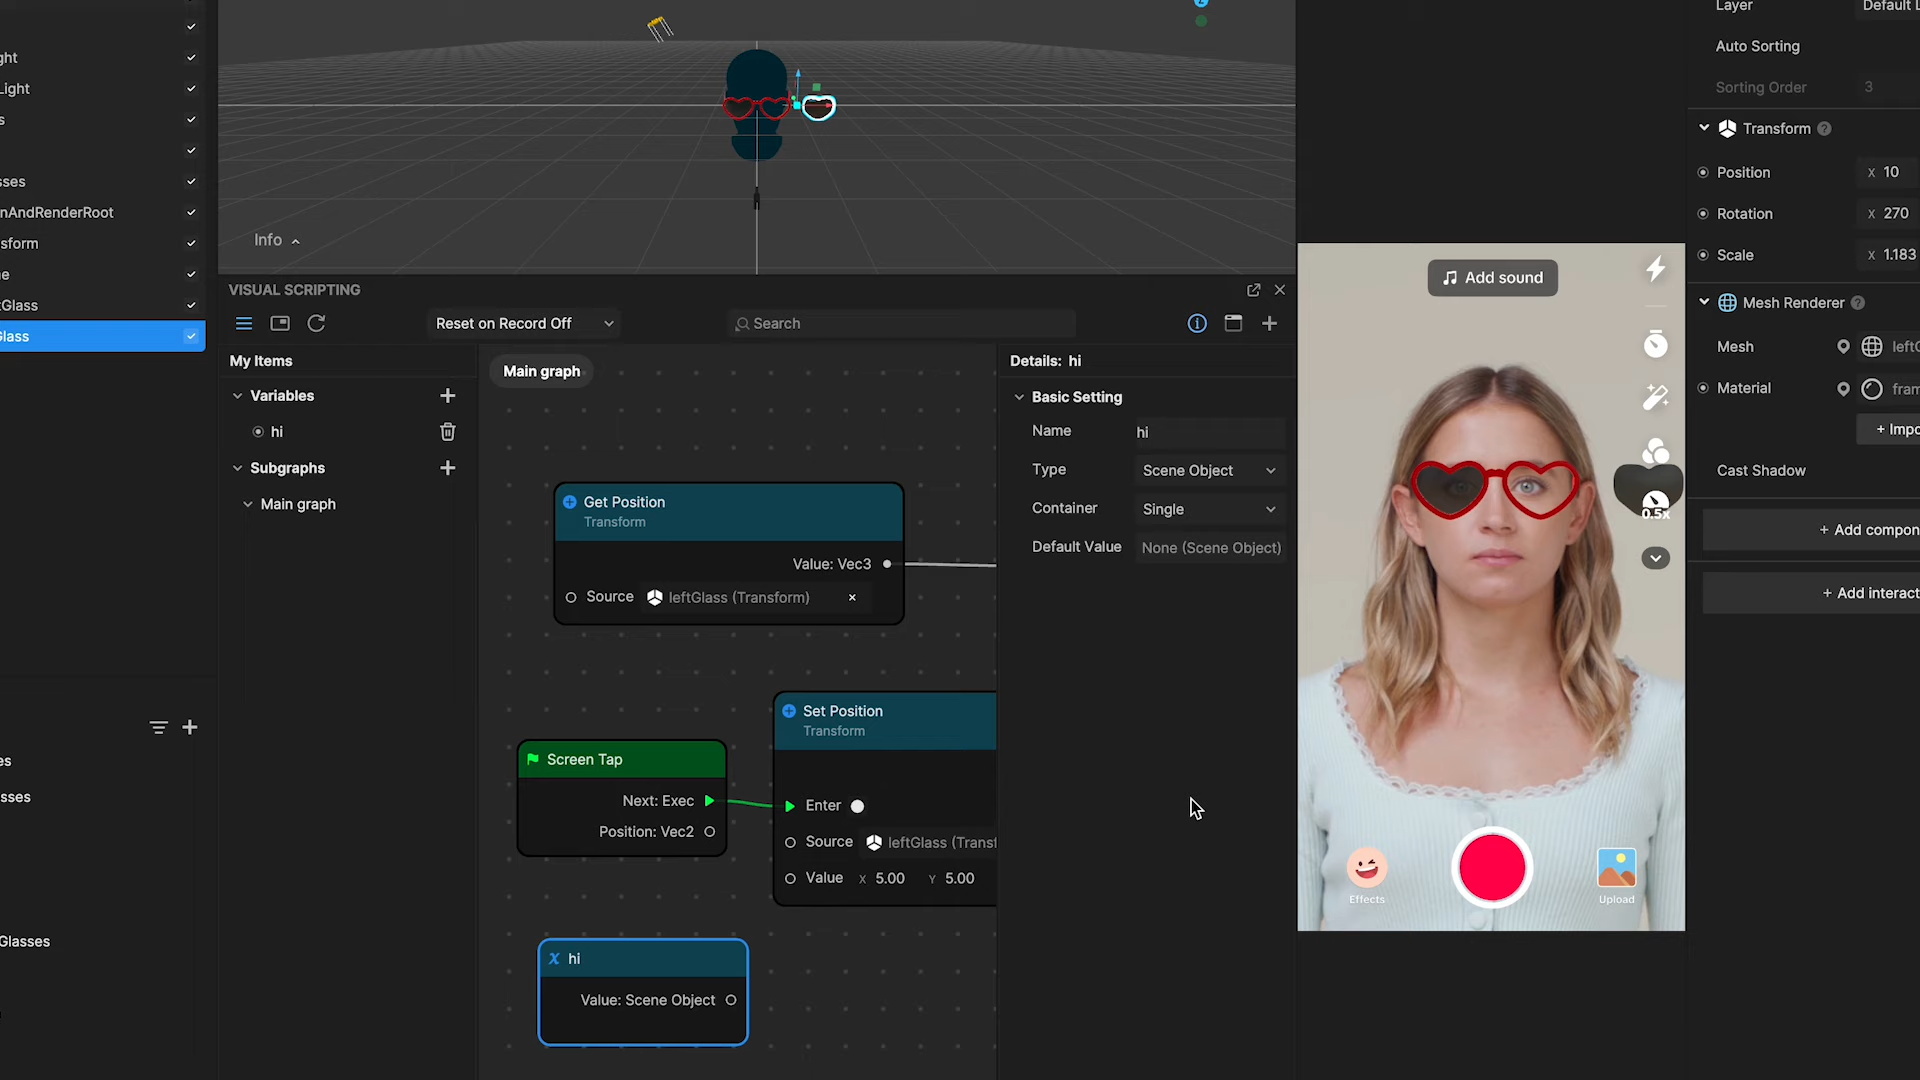 ght
Light
s
sses
nAndRenderRoot
sform
e
Glass
lass
es
sses
Glasses
Info
VISUAL SCRIPTING
Reset on Record Off
Search
My Items
Variables
hi
Subgraphs
Main graph
Main graph
Get Position
Transform
Value: Vec3
Source leftGlass (Transform)
Screen Tap
Next: Exec
Position: Vec2
Set Position
Transform
Enter
Source leftGlass (Transf
Value X 5.00 Y 5.00
hi
Value: Scene Object
Details: hi
Basic Setting
Name hi
Type Scene Object
Container Single
Default Value None (Scene Object)
Add sound
0.5x
Effects
Upload
Layer Default L
Auto Sorting
Sorting Order 3
Transform
Position X 10
Rotation X 270
Scale X 1.183
Mesh Renderer
Mesh leftG
Material fram
+ Impo
Cast Shadow
+ Add compon
+ Add interact